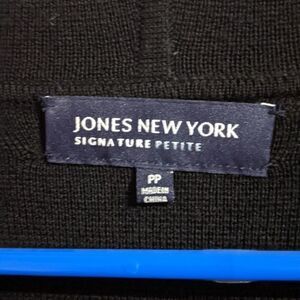 JONES NEW YORK
SIGNATURE PETITE
PP
MADE IN
CHINA